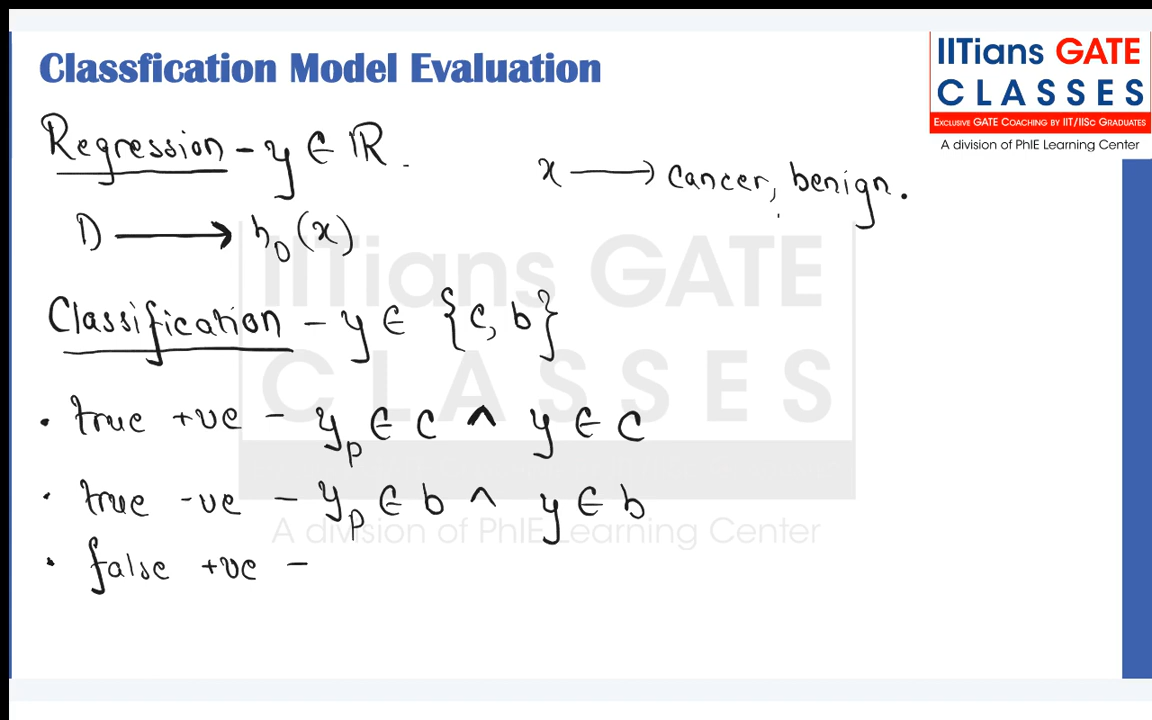 Classfication Model Evaluation
IITians GATE
CLASSES
EXCLUSIVE GATE COACHING BY IIT/IISc GRADUATES
A division of PhIE Learning Center
Regression - y ∈ ℝ.
x ⟶ cancer, benign.
D ⟶ h₀(x)
Classification - y ∈ {c, b}
• true +ve - yₚ ∈ c ∧ y ∈ c
• true -ve - yₚ ∈ b ∧ y ∈ b
• false +ve -
IITians GATE
CLASSES
A division of PhIE Learning Center